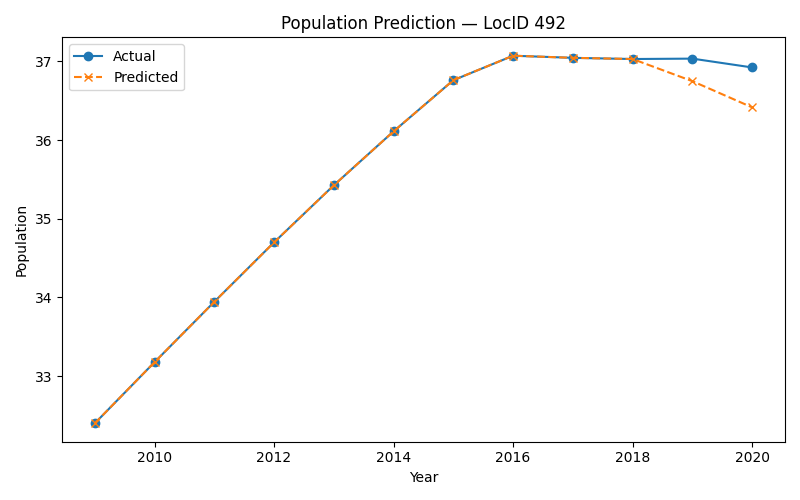 Population Prediction — LocID 492
Actual
Predicted
37
36
35
34
33
Population
2010
2012
2014
2016
2018
2020
Year